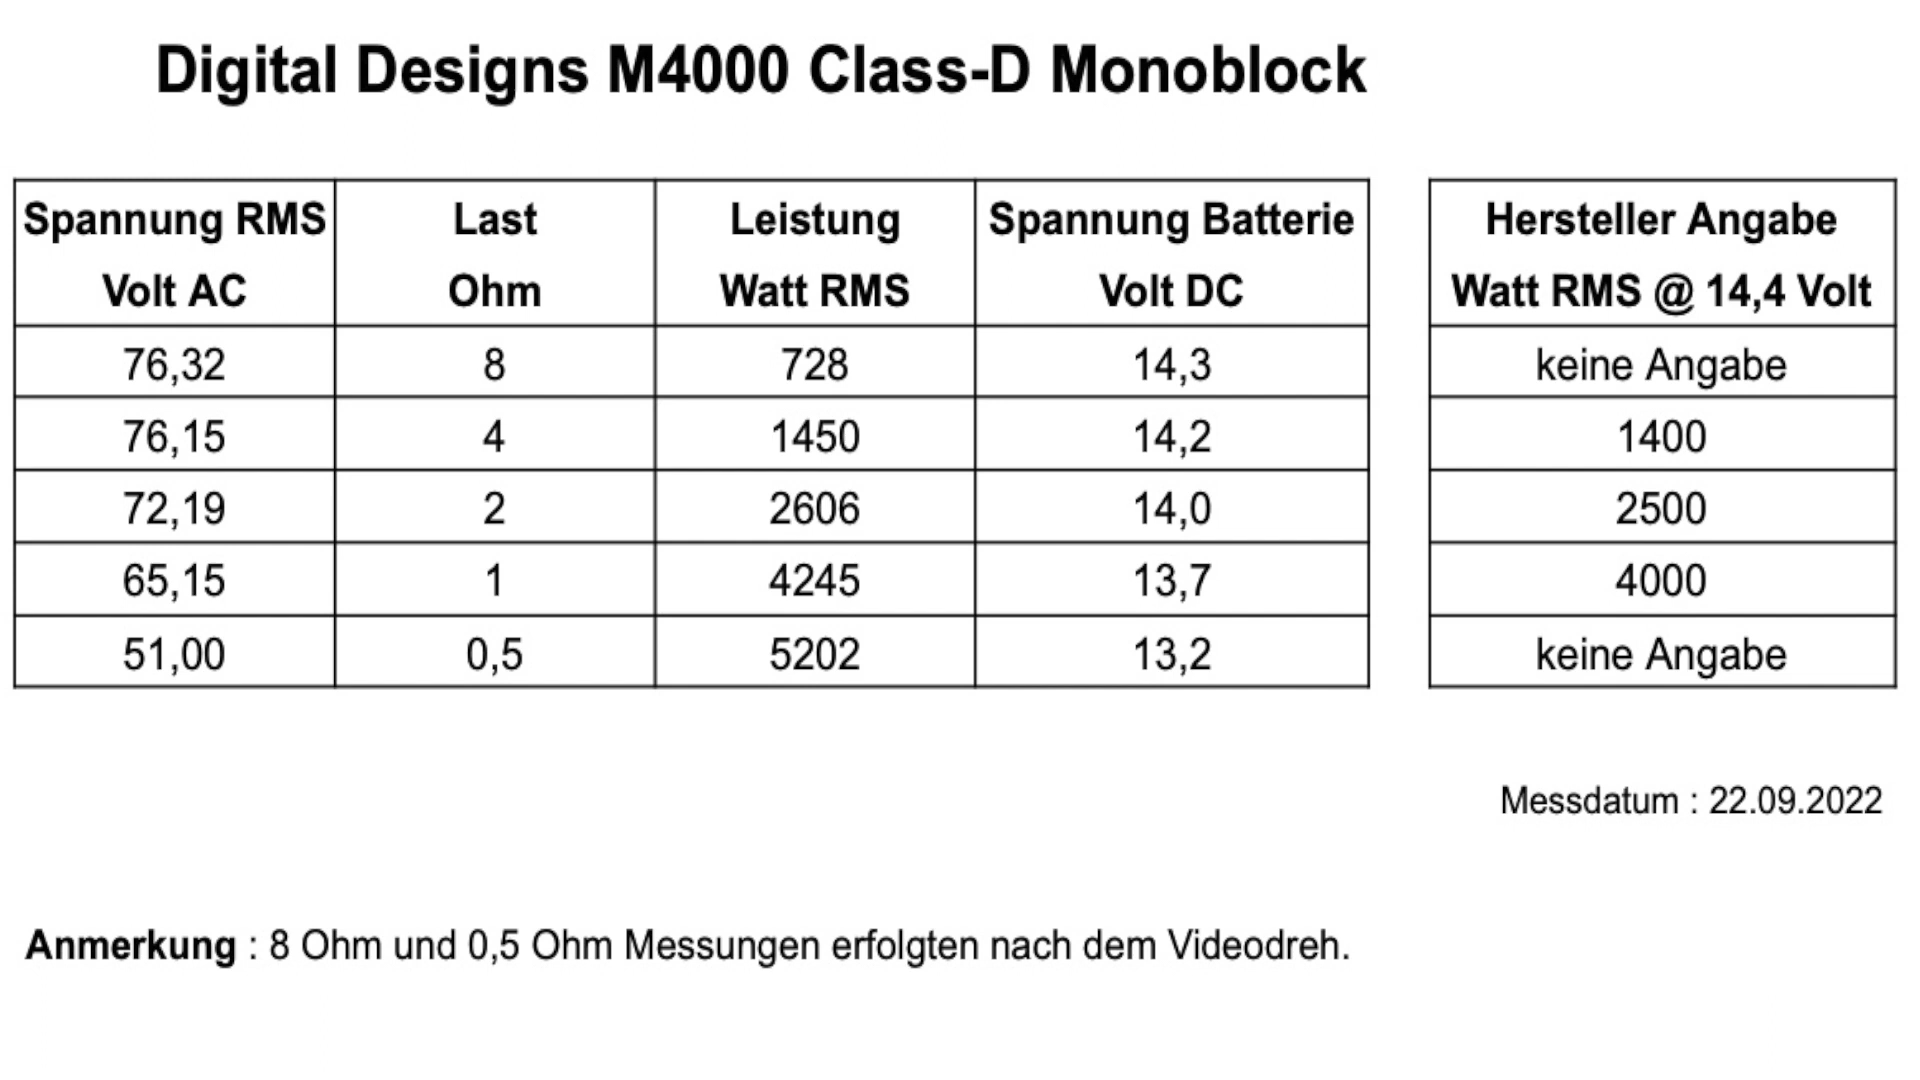 Digital Designs M4000 Class-D Monoblock
Spannung RMS Last Leistung Spannung Batterie Hersteller Angabe
Volt AC Ohm Watt RMS Volt DC Watt RMS @ 14,4 Volt
76,32 8 728 14,3 keine Angabe
76,15 4 1450 14,2 1400
72,19 2 2606 14,0 2500
65,15 1 4245 13,7 4000
51,00 0,5 5202 13,2 keine Angabe
Messdatum : 22.09.2022
Anmerkung : 8 Ohm und 0,5 Ohm Messungen erfolgten nach dem Videodreh.